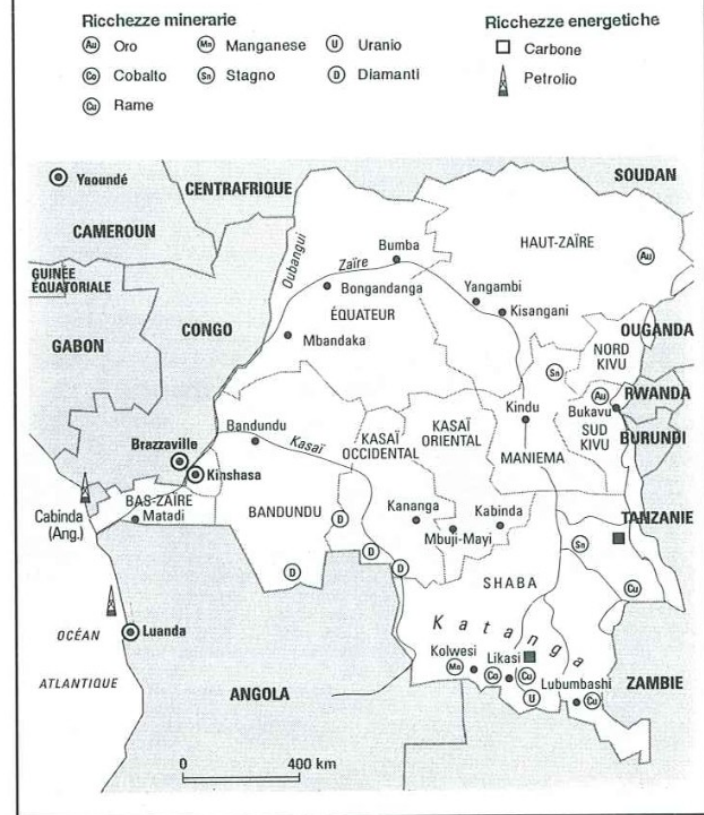 Ricchezze minerarie
Au Oro
Mn Manganese
U Uranio
Co Cobalto
Sn Stagno
D Diamanti
Cu Rame
Ricchezze energetiche
Carbone
Petrolio
Yaoundé
CENTRAFRIQUE
SOUDAN
CAMEROUN
HAUT-ZAÏRE
Oubangui
Zaïre
Bumba
Au
GUINÉE
ÉQUATORIALE
Bongandanga
Yangambi
Kisangani
ÉQUATEUR
CONGO
GABON
Mbandaka
OUGANDA
NORD
KIVU
Sn
Au
RWANDA
Bukavu
SUD
KIVU
BURUNDI
Kindu
MANIEMA
Bandundu
Kasaï
KASAÏ
OCCIDENTAL
KASAÏ
ORIENTAL
Brazzaville
Kinshasa
BAS-ZAÏRE
Matadi
Cabinda
(Ang.)
BANDUNDU
D
D
D
D
Kananga
Mbuji-Mayi
Kabinda
TANZANIE
Sn
Cu
SHABA
Katanga
Kolwesi
Mn
Likasi
Co
Cu
U
Lubumbashi
Cu
ZAMBIE
OCÉAN
ATLANTIQUE
Luanda
ANGOLA
0 400 km